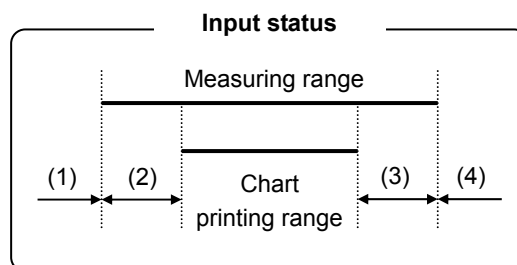 Input status
Measuring range
(1) (2) (3) (4)
Chart
printing range